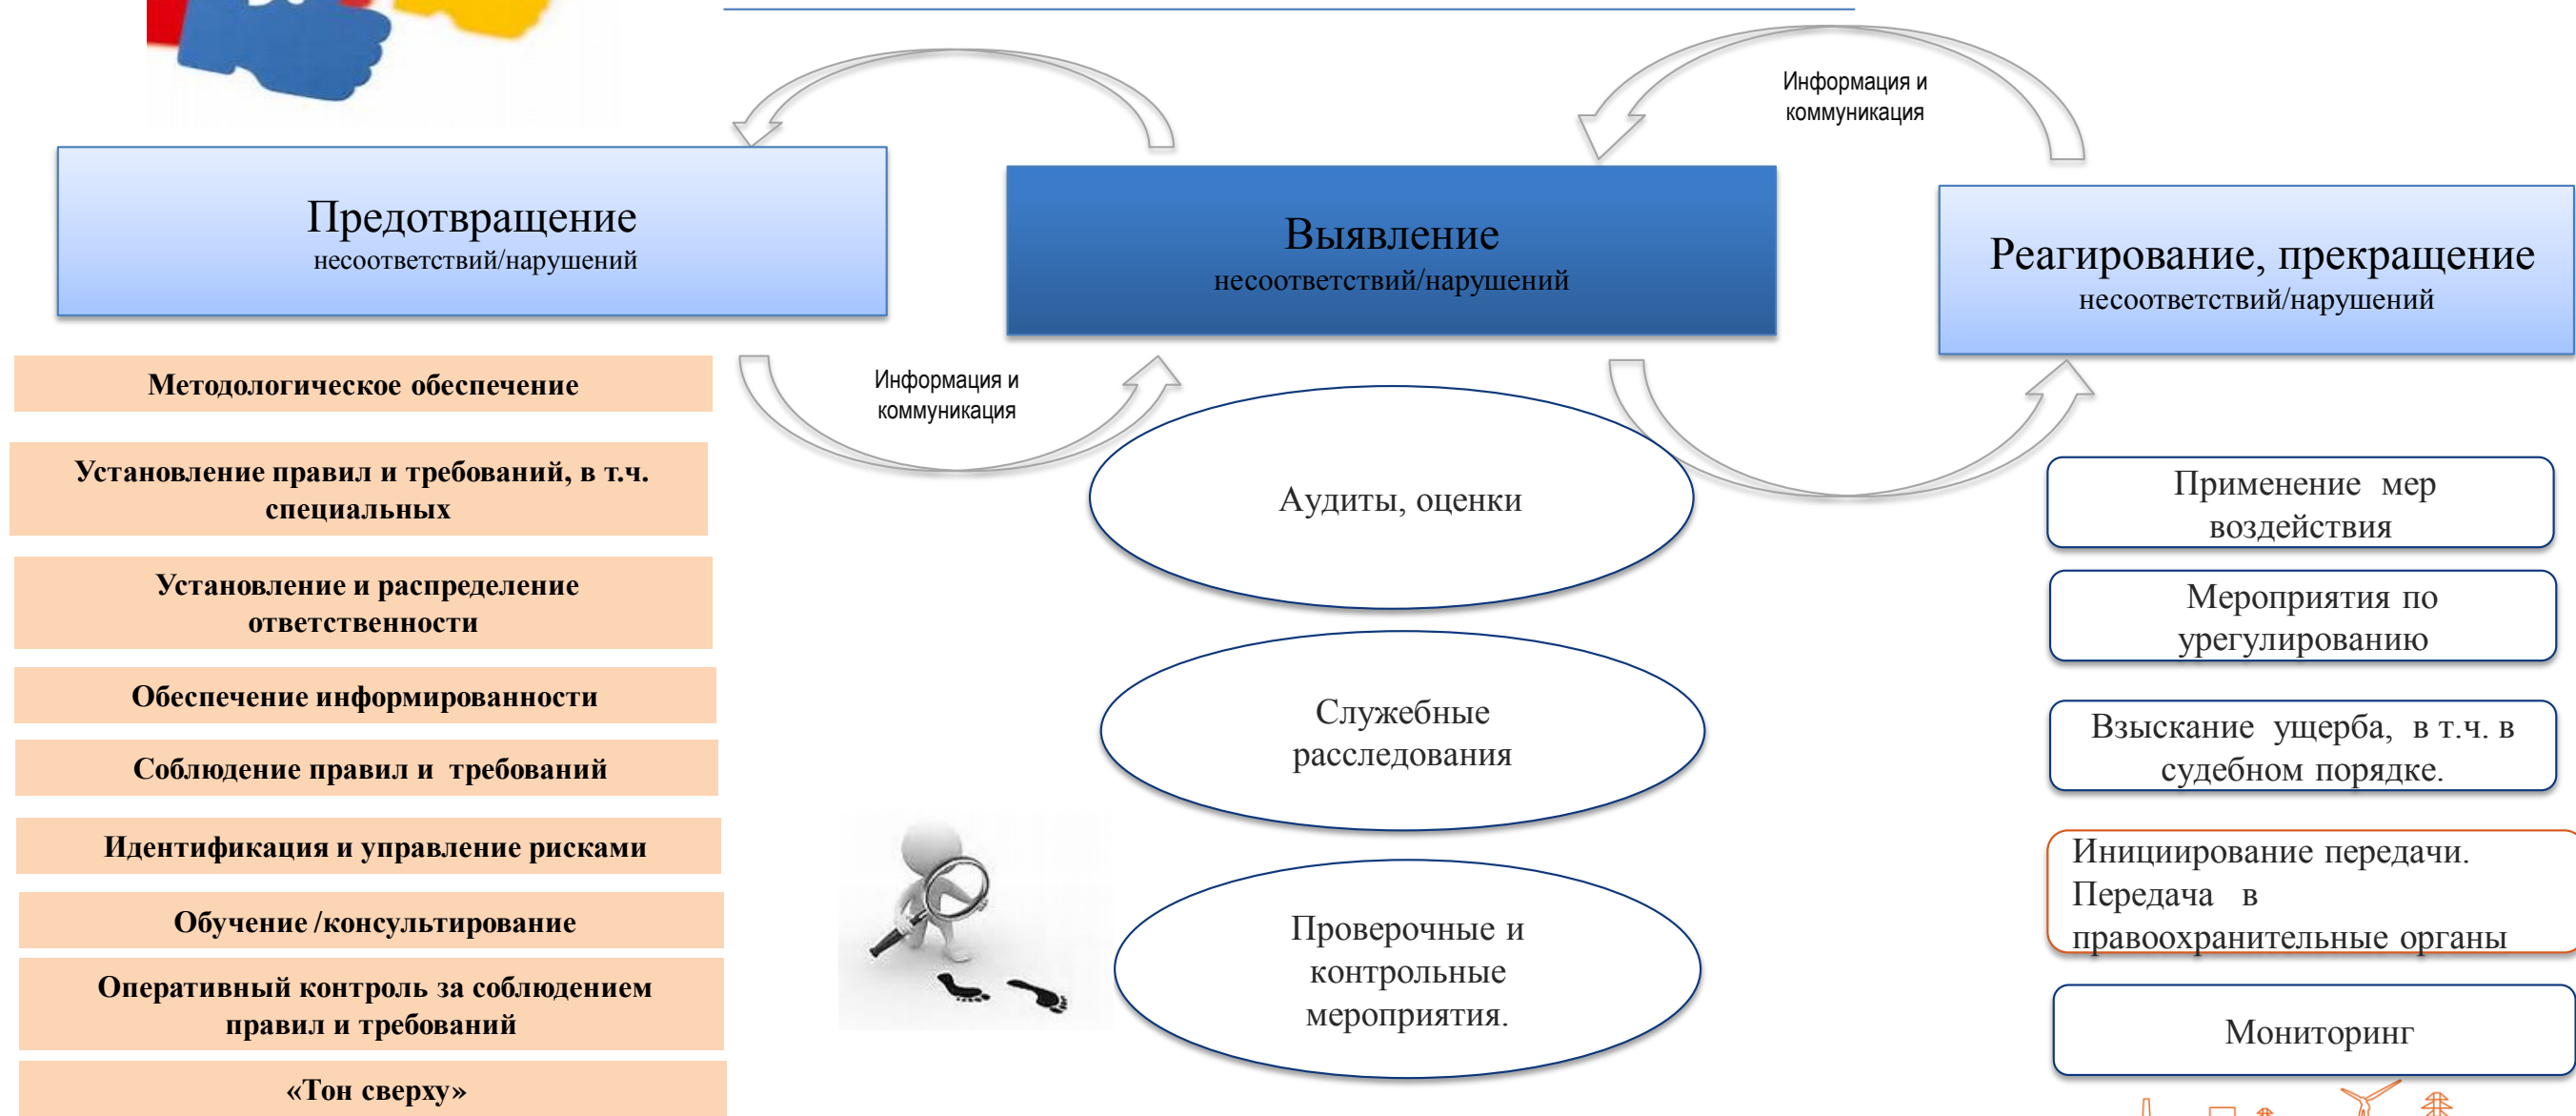 Информация и
коммуникация
Предотвращение
несоответствий/нарушений
Выявление
несоответствий/нарушений
Реагирование, прекращение
несоответствий/нарушений
Информация и
коммуникация
Методологическое обеспечение
Установление правил и требований, в т.ч.
специальных
Установление и распределение
ответственности
Обеспечение информированности
Соблюдение правил и требований
Идентификация и управление рисками
Обучение /консультирование
Оперативный контроль за соблюдением
правил и требований
«Тон сверху»
Аудиты, оценки
Служебные
расследования
Проверочные и
контрольные
мероприятия.
Применение мер
воздействия
Мероприятия по
урегулированию
Взыскание ущерба, в т.ч. в
судебном порядке.
Инициирование передачи.
Передача в
правоохранительные органы
Мониторинг